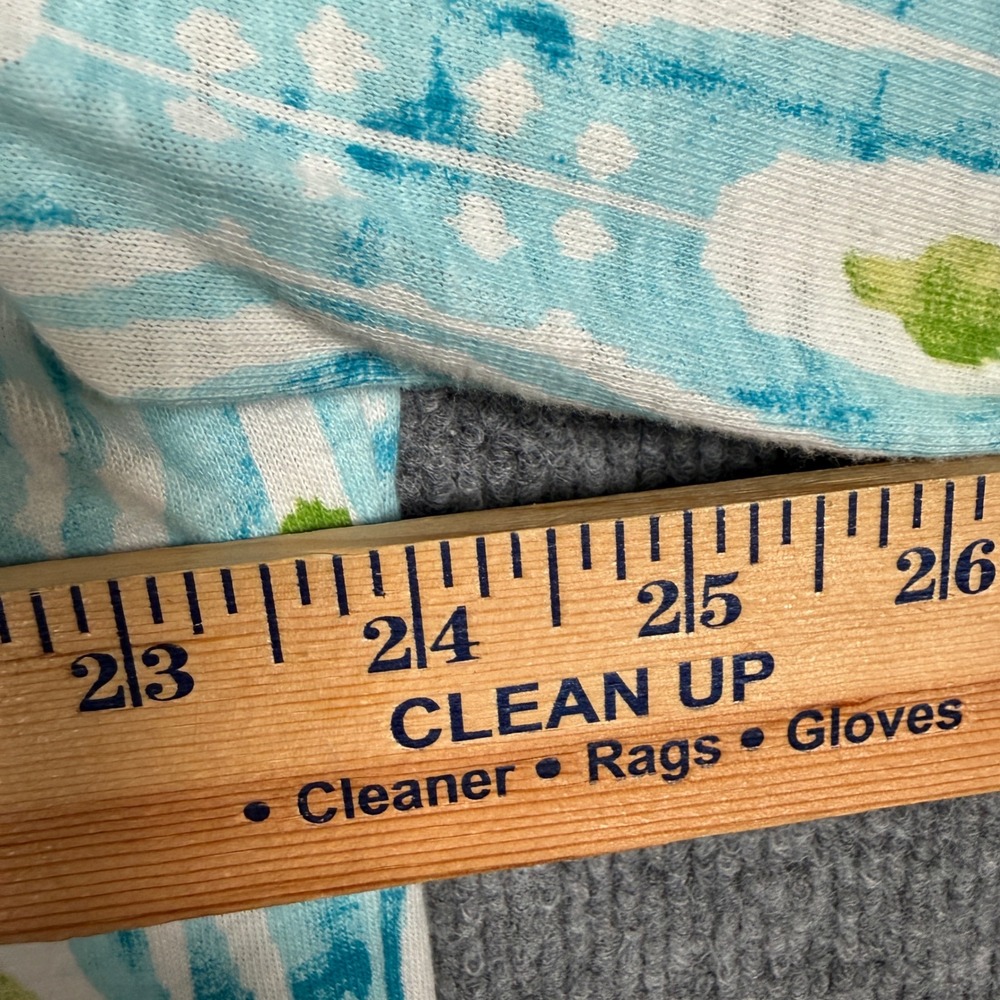 23 24 25 26
CLEAN UP
• Cleaner • Rags • Gloves